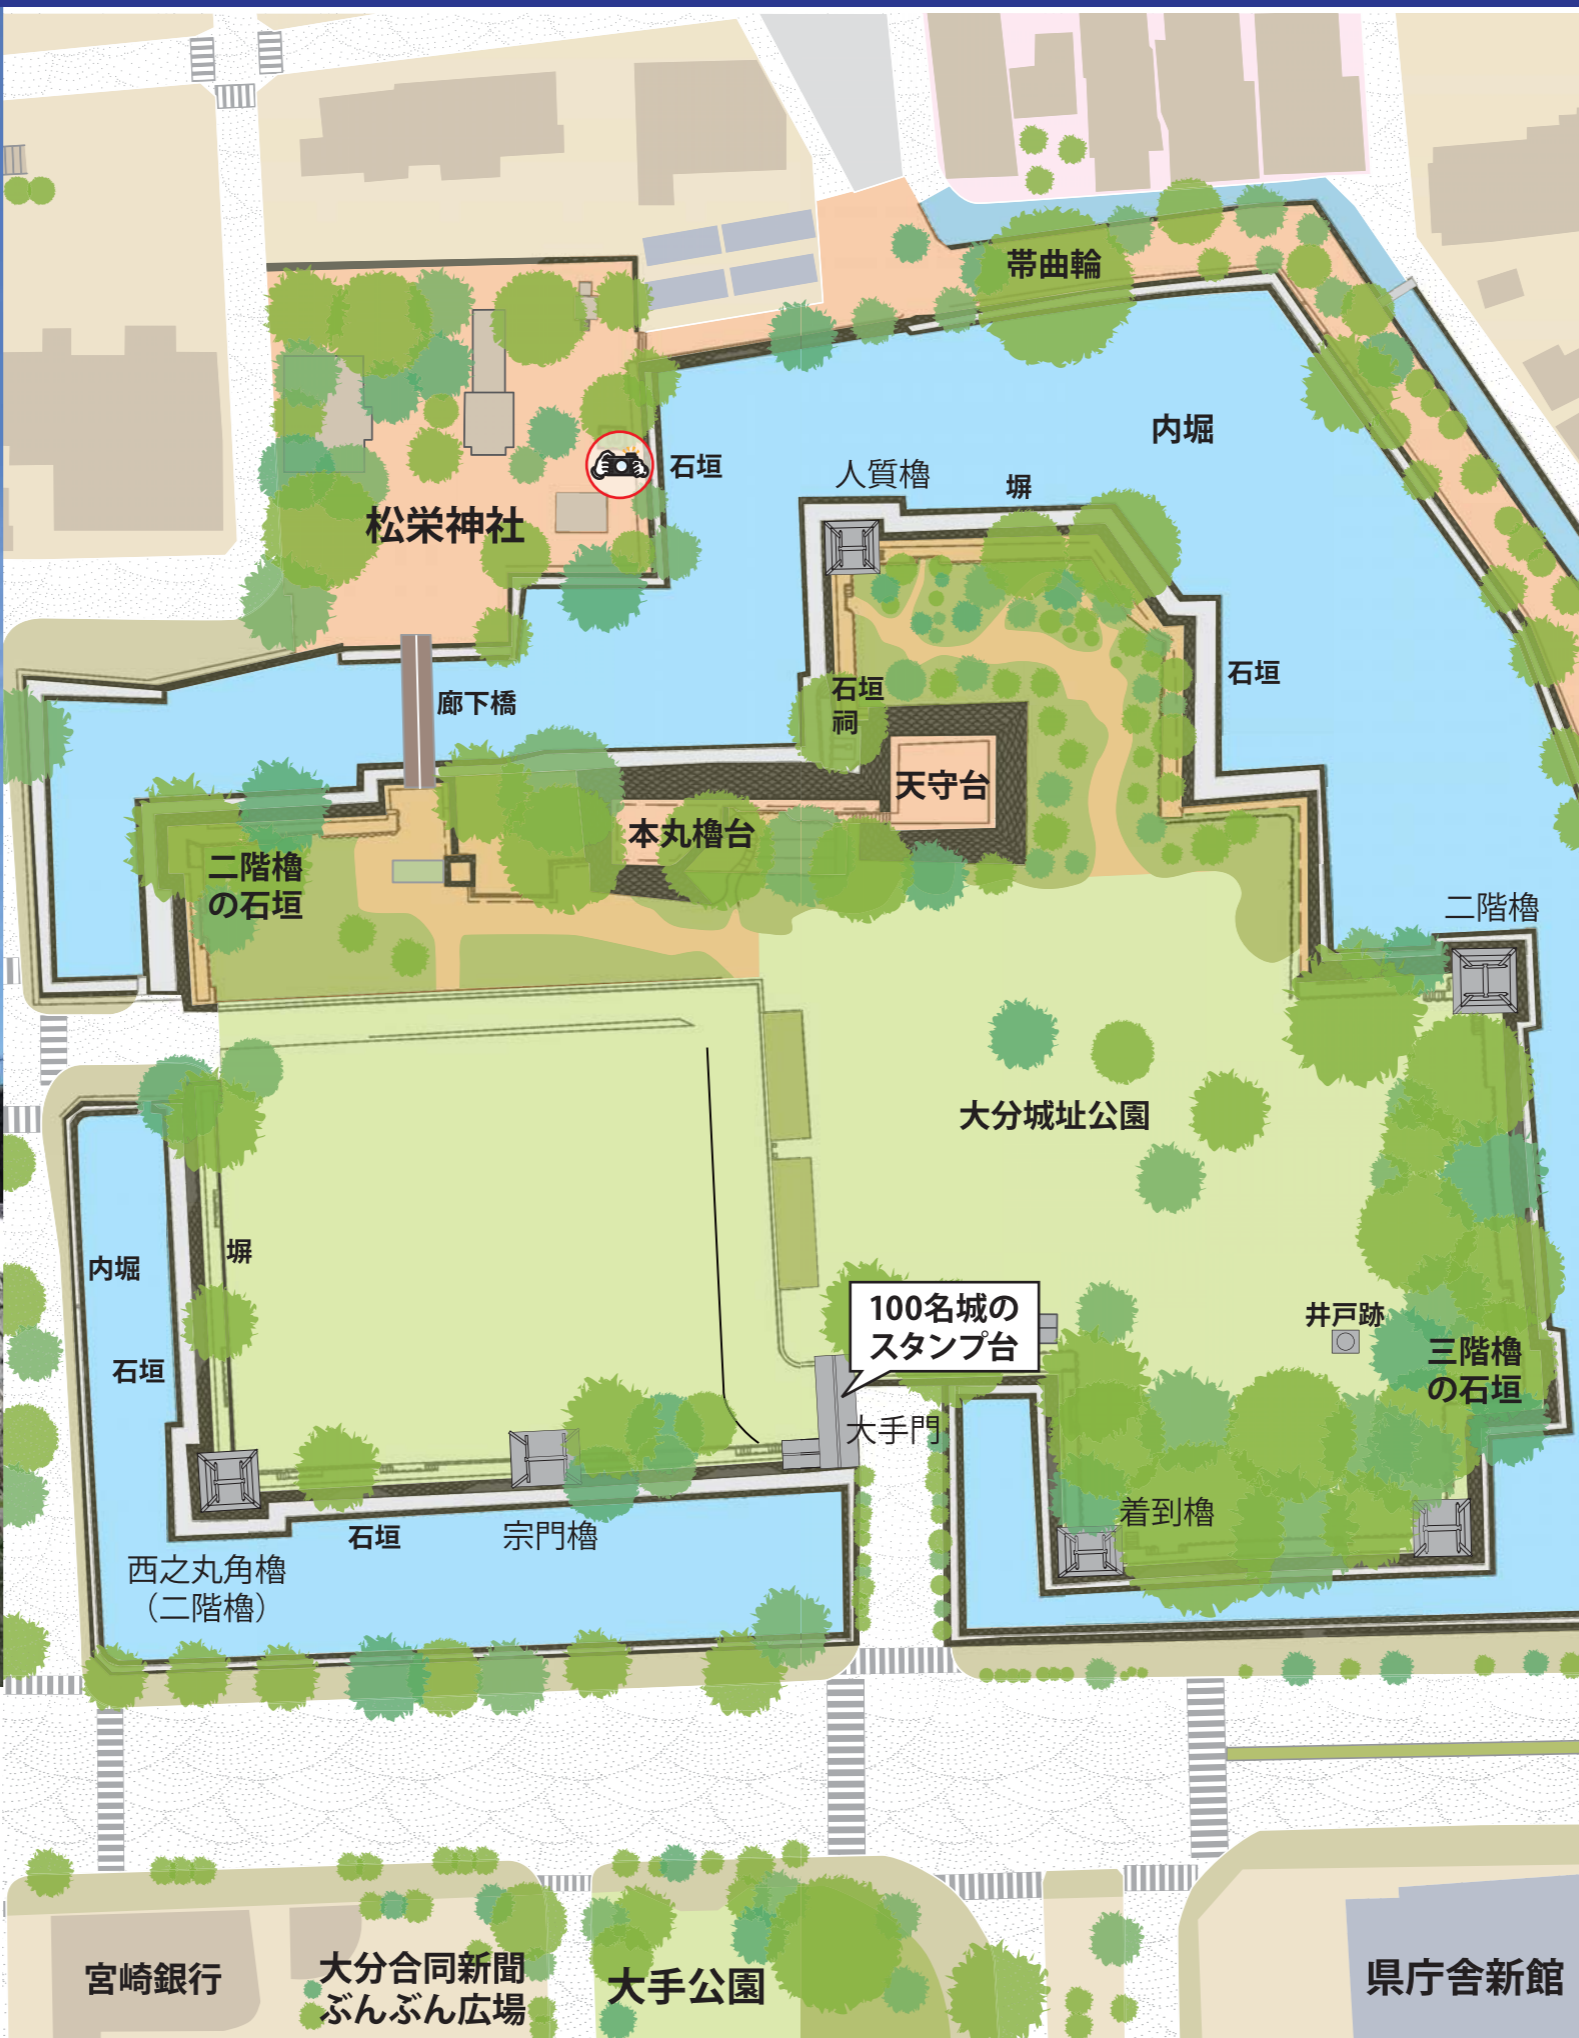 帯曲輪
内堀
石垣
人質櫓
塀
松栄神社
石垣
廊下橋
石垣
祠
天守台
本丸櫓台
二階櫓
の石垣
二階櫓
大分城址公園
内堀
塀
100名城の
スタンプ台
井戸跡
三階櫓
の石垣
石垣
大手門
着到櫓
石垣
宗門櫓
西之丸角櫓
（二階櫓）
宮崎銀行
大分合同新聞
ぶんぶん広場
大手公園
県庁舎新館